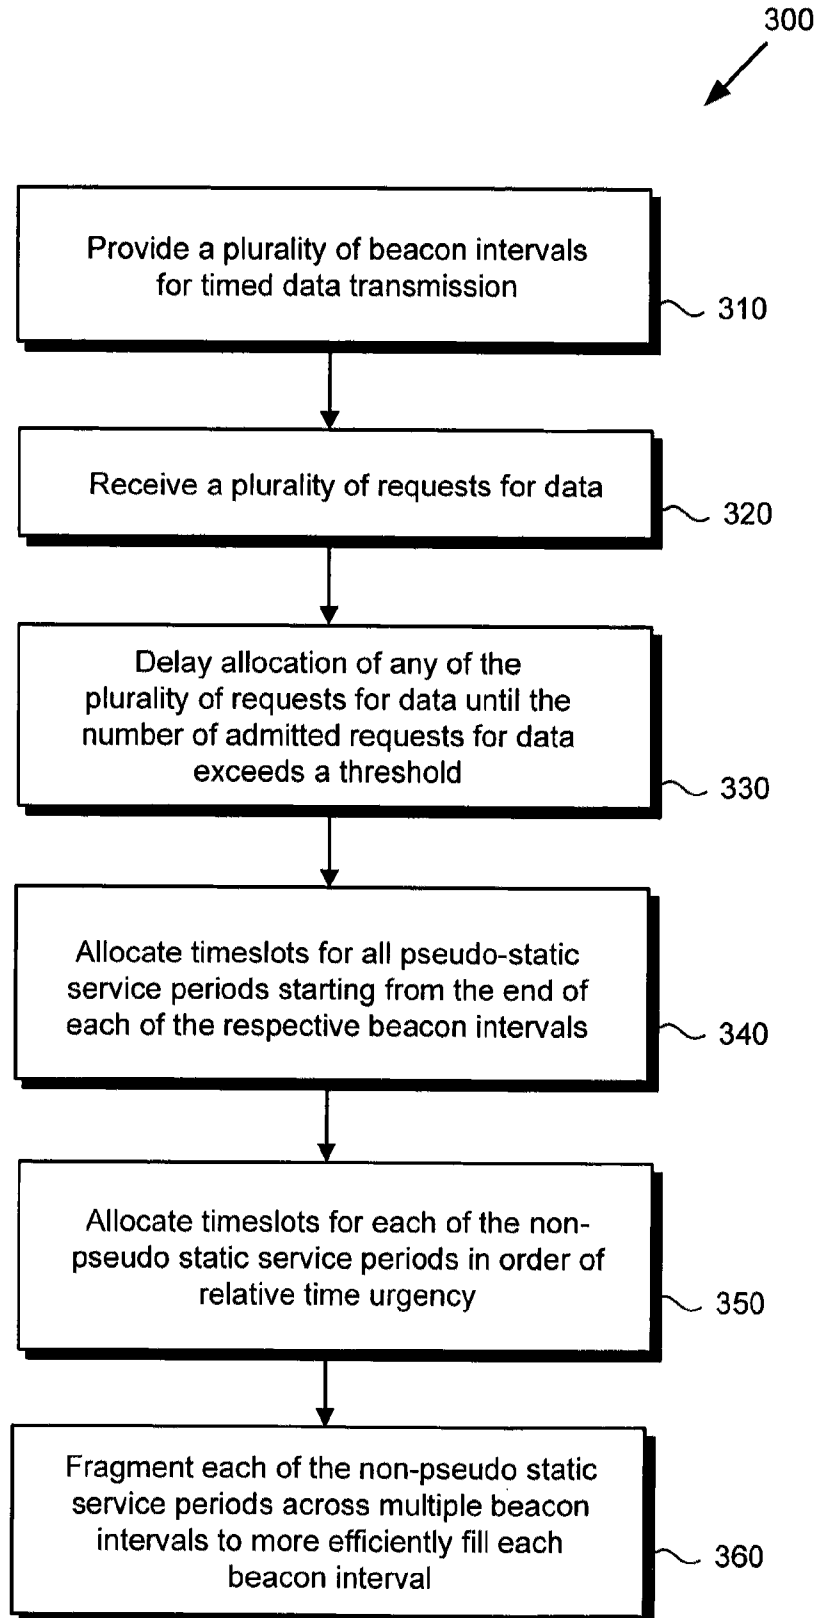 300
Provide a plurality of beacon intervals
for timed data transmission
310
Receive a plurality of requests for data
320
Delay allocation of any of the
plurality of requests for data until the
number of admitted requests for data
exceeds a threshold
330
Allocate timeslots for all pseudo-static
service periods starting from the end of
each of the respective beacon intervals
340
Allocate timeslots for each of the non-
pseudo static service periods in order of
relative time urgency
350
Fragment each of the non-pseudo static
service periods across multiple beacon
intervals to more efficiently fill each
beacon interval
360